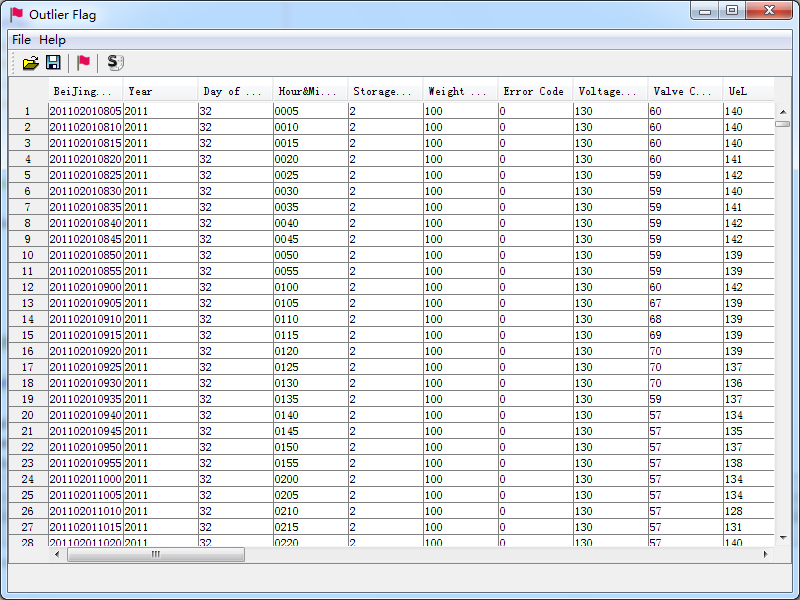 Outlier Flag
File Help
S
BeiJing... Year Day of ... Hour&Mi... Storage... Weight ... Error Code Voltage... Valve C... UeL
1 201102010805 2011 32 0005 2 100 0 130 60 140
2 201102010810 2011 32 0010 2 100 0 130 60 140
3 201102010815 2011 32 0015 2 100 0 130 60 140
4 201102010820 2011 32 0020 2 100 0 130 60 141
5 201102010825 2011 32 0025 2 100 0 130 59 142
6 201102010830 2011 32 0030 2 100 0 130 59 140
7 201102010835 2011 32 0035 2 100 0 130 59 141
8 201102010840 2011 32 0040 2 100 0 130 59 142
9 201102010845 2011 32 0045 2 100 0 130 59 142
10 201102010850 2011 32 0050 2 100 0 130 59 139
11 201102010855 2011 32 0055 2 100 0 130 59 139
12 201102010900 2011 32 0100 2 100 0 130 60 142
13 201102010905 2011 32 0105 2 100 0 130 67 139
14 201102010910 2011 32 0110 2 100 0 130 68 139
15 201102010915 2011 32 0115 2 100 0 130 69 139
16 201102010920 2011 32 0120 2 100 0 130 70 139
17 201102010925 2011 32 0125 2 100 0 130 70 137
18 201102010930 2011 32 0130 2 100 0 130 70 136
19 201102010935 2011 32 0135 2 100 0 130 59 137
20 201102010940 2011 32 0140 2 100 0 130 57 134
21 201102010945 2011 32 0145 2 100 0 130 57 135
22 201102010950 2011 32 0150 2 100 0 130 57 137
23 201102010955 2011 32 0155 2 100 0 130 57 138
24 201102011000 2011 32 0200 2 100 0 130 57 134
25 201102011005 2011 32 0205 2 100 0 130 57 134
26 201102011010 2011 32 0210 2 100 0 130 57 128
27 201102011015 2011 32 0215 2 100 0 130 57 131
28 201102011020 2011 32 0220 2 100 0 130 57 140